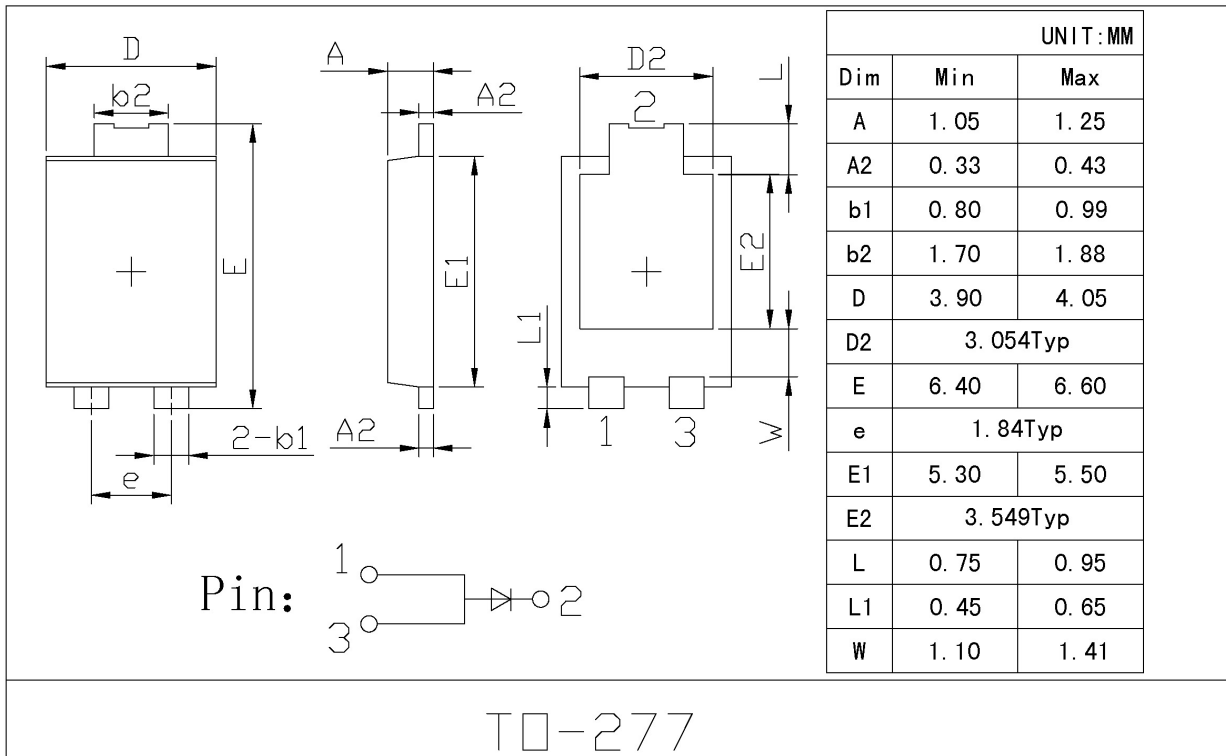 D
b2
E
2-b1
e
A
A2
E1
L1
A2
D2
2
L
E2
W
1 3
Pin:
1
3
2
UNIT:MM
Dim Min Max
A 1.05 1.25
A2 0.33 0.43
b1 0.80 0.99
b2 1.70 1.88
D 3.90 4.05
D2 3.054Typ
E 6.40 6.60
e 1.84Typ
E1 5.30 5.50
E2 3.549Typ
L 0.75 0.95
L1 0.45 0.65
W 1.10 1.41
TO-277